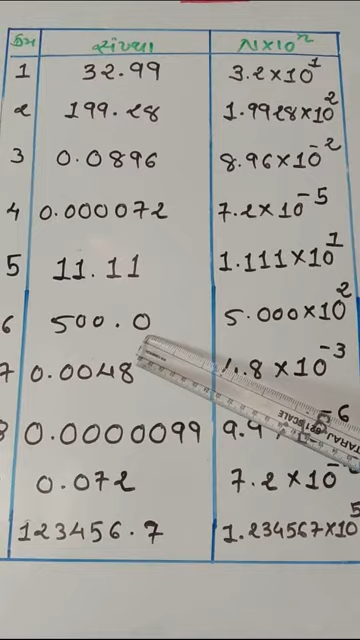 ક્રમ સંખ્યા N×10ⁿ
1 32.99 3.2×10¹
2 199.28 1.9928×10²
3 0.0896 8.96×10⁻²
4 0.000072 7.2×10⁻⁵
5 11.11 1.111×10¹
6 500.0 5.000×10²
7 0.0048 4.8×10⁻³
8 0.0000099
0.072 7.2×10⁻
123456.7 1.234567×10⁵